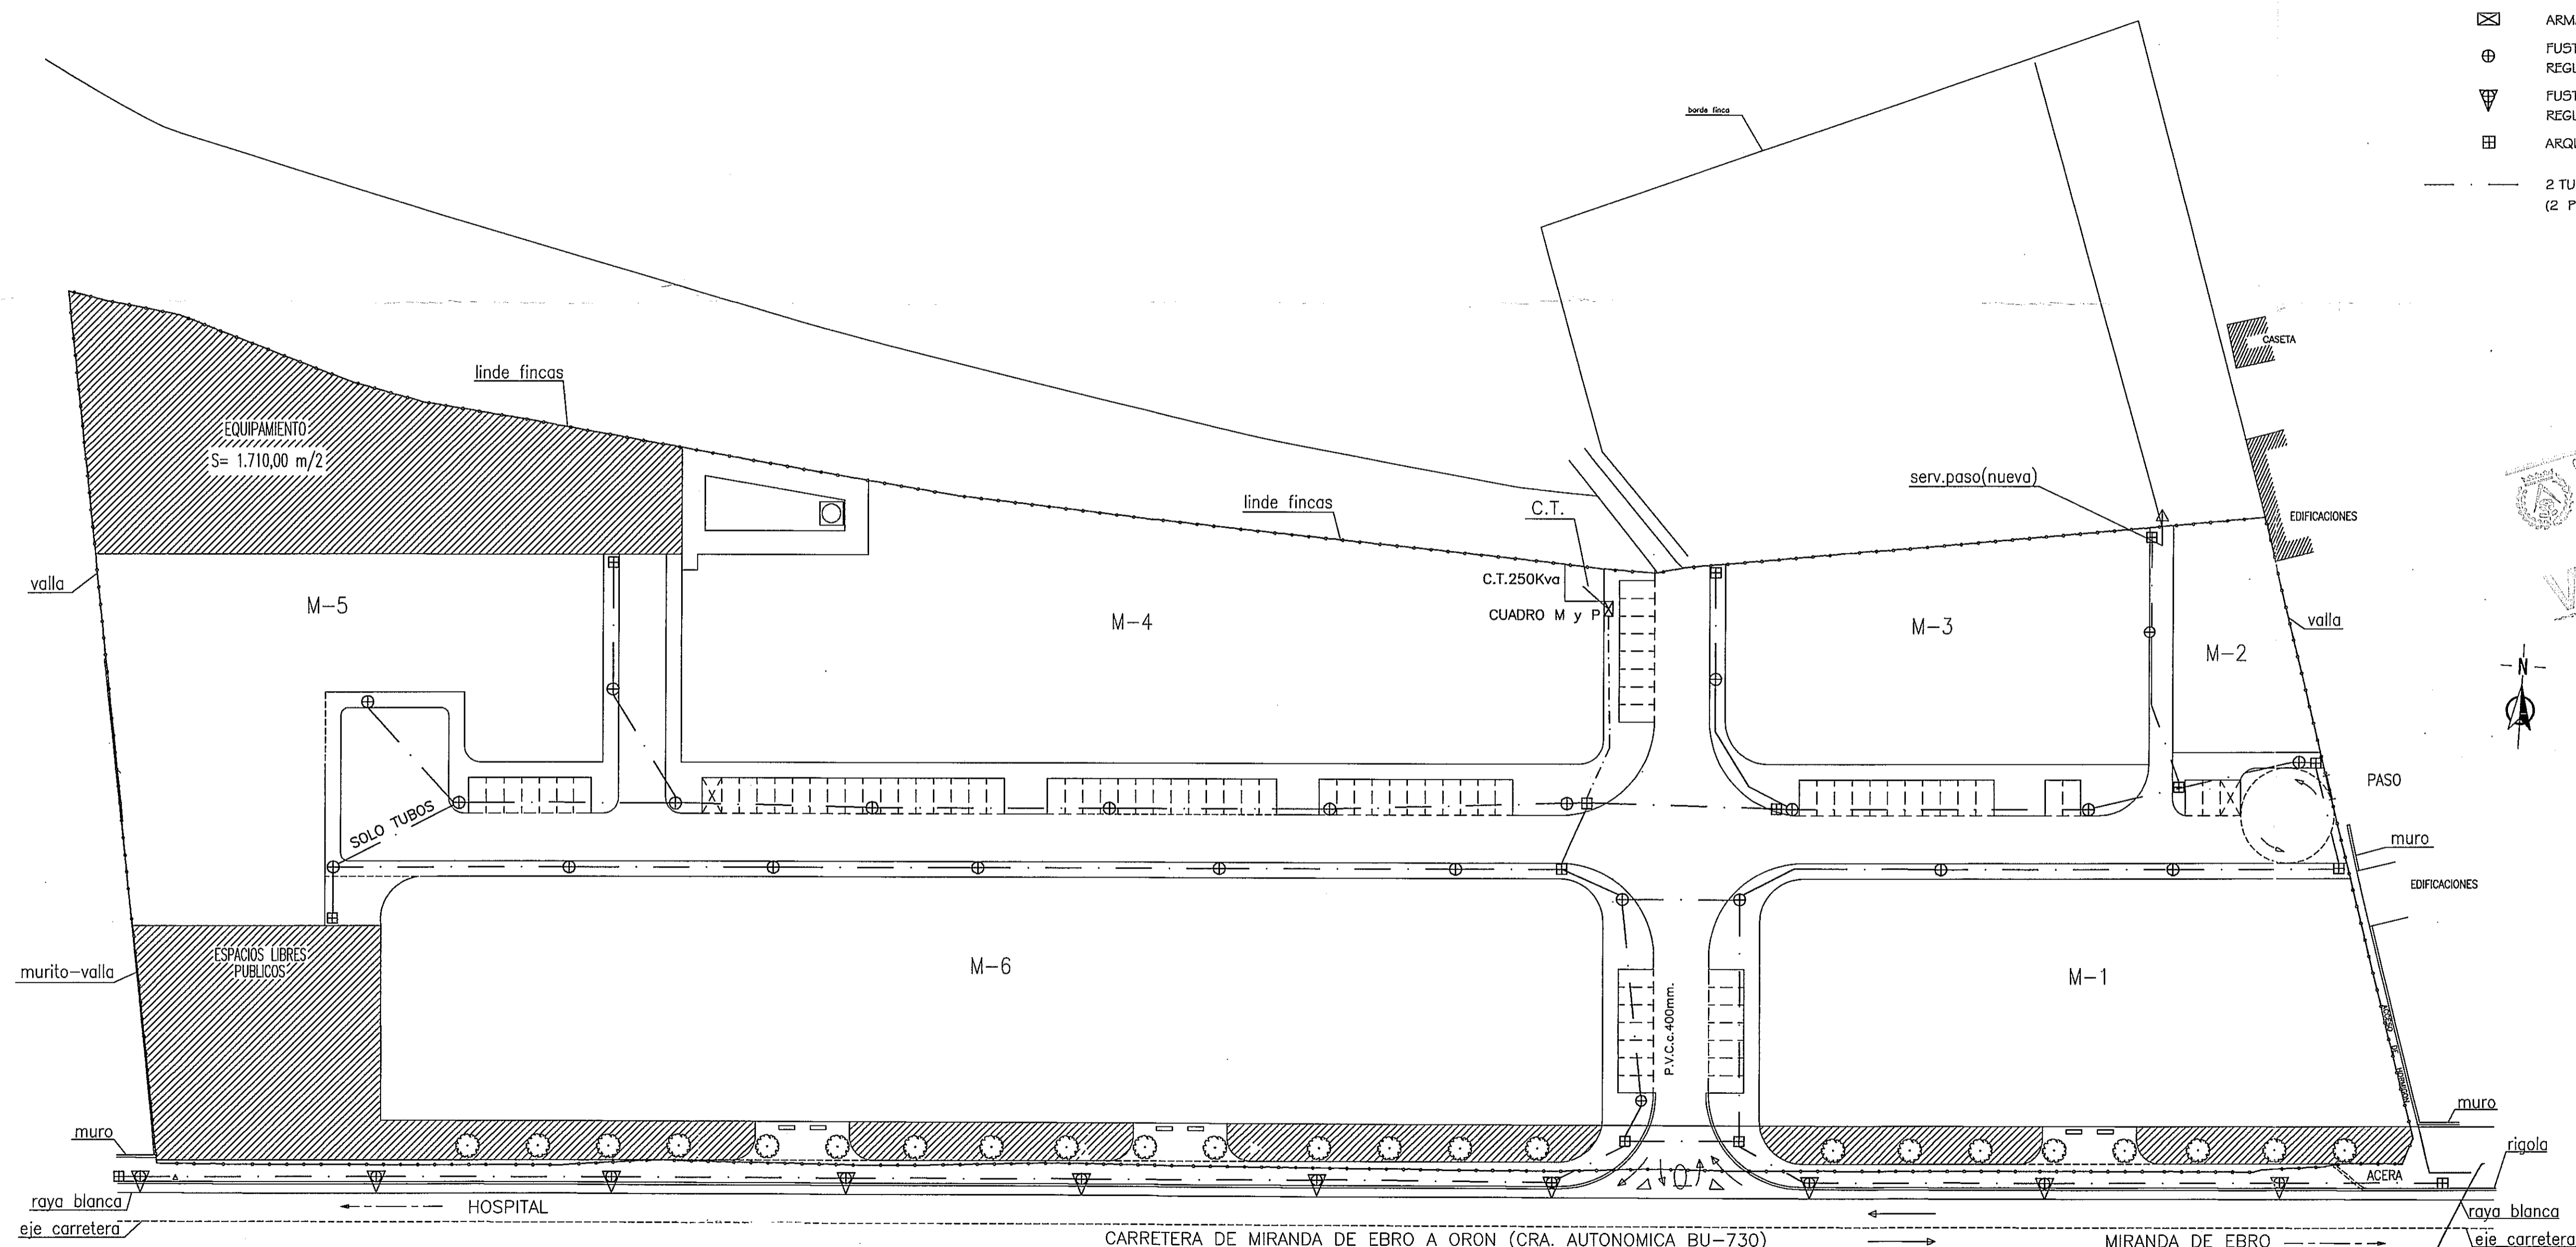 ARM
FUST
REGL
FUST
REGL
ARQU
2 TU
(2 P
borde finca
CASETA
linde fincas
EQUIPAMIENTO
S= 1.710,00 m/2
serv.paso(nueva)
linde fincas
C.T.
EDIFICACIONES
valla
C.T.250Kva
M-5
CUADRO M y P
M-4
M-3
valla
M-2
-N-
PASO
SOLO TUBOS
muro
EDIFICACIONES
ESPACIOS LIBRES
PUBLICOS
murito-valla
M-6
M-1
P.V.C.c.400mm.
muro
muro
rigola
ACERA
raya blanca
HOSPITAL
raya blanca
eje carretera
CARRETERA DE MIRANDA DE EBRO A ORON (CRA. AUTONOMICA BU-730)
MIRANDA DE EBRO
eje carretera